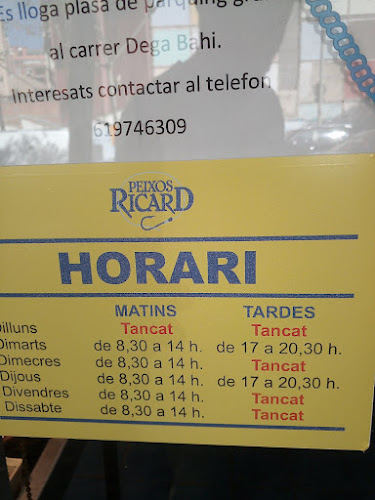 Es lloga plasa de parquing
al carrer Dega Bahi.
Interesats contactar al telefon
619746309
PEIXOS
RICARD
HORARI
MATINS TARDES
Dilluns Tancat Tancat
Dimarts de 8,30 a 14 h. de 17 a 20,30 h.
Dimecres de 8,30 a 14 h. Tancat
Dijous de 8,30 a 14 h. de 17 a 20,30 h.
Divendres de 8,30 a 14 h. Tancat
Dissabte de 8,30 a 14 h. Tancat